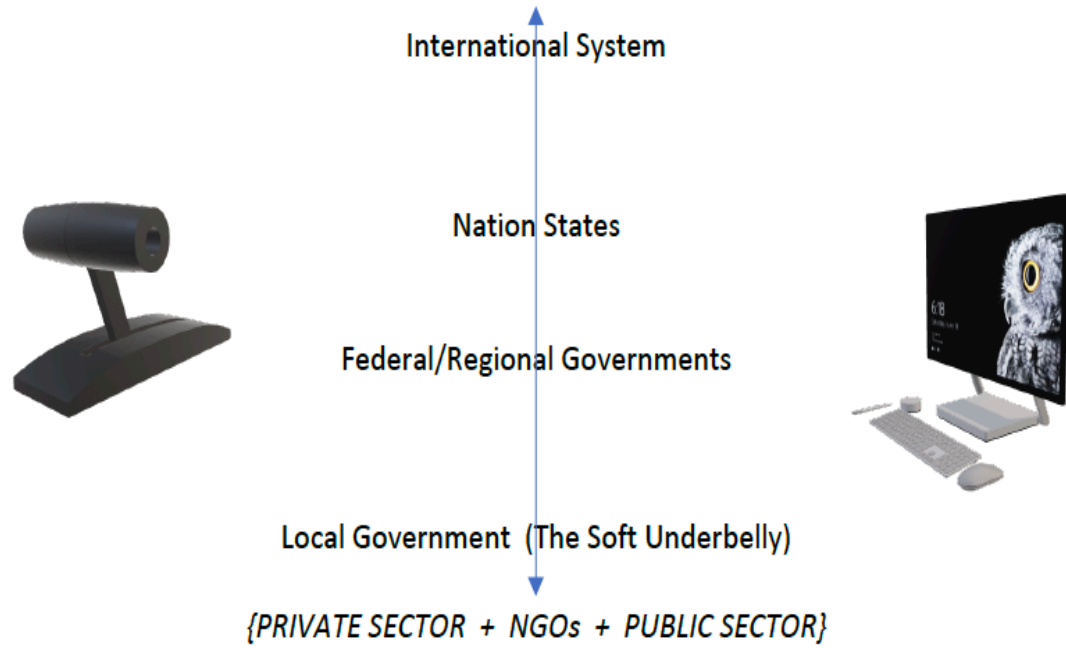 International System
Nation States
6:18
Federal/Regional Governments
Local Government (The Soft Underbelly)
{PRIVATE SECTOR + NGOs + PUBLIC SECTOR}